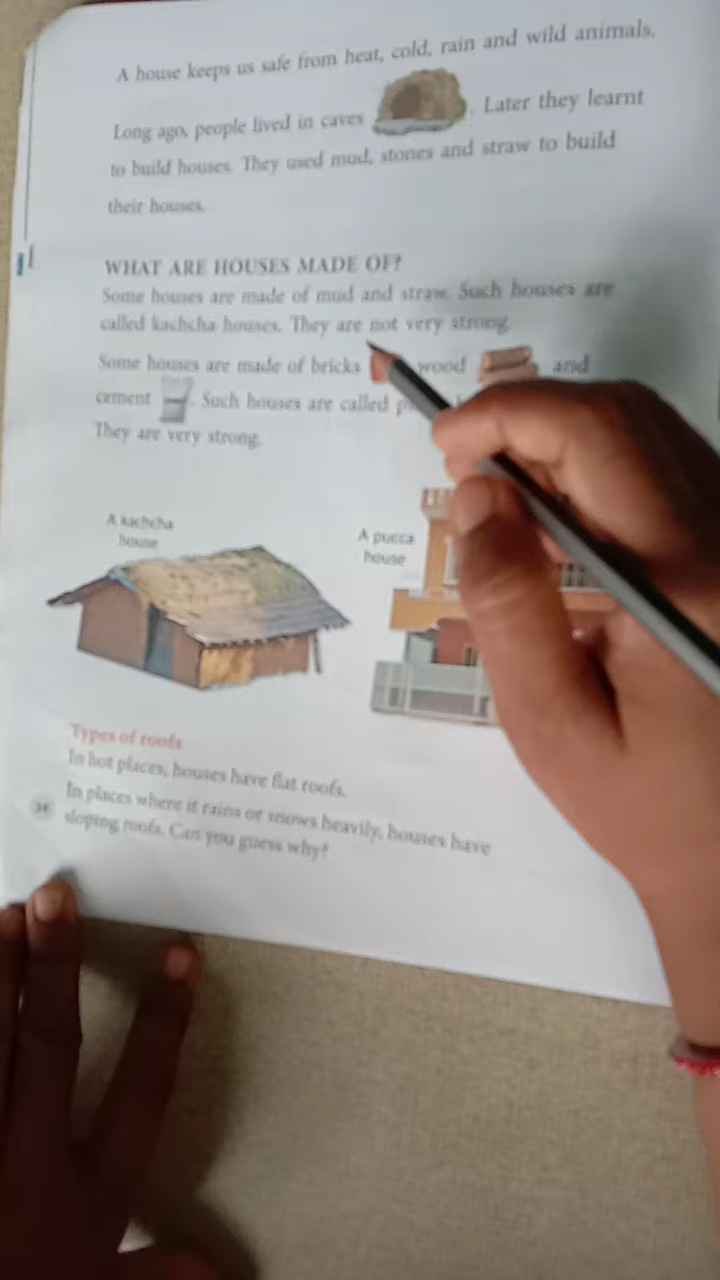 A house keeps us safe from heat, cold, rain and wild animals.
Long ago, people lived in caves . Later they learnt
to build houses. They used mud, stones and straw to build
their houses.
WHAT ARE HOUSES MADE OF?
Some houses are made of mud and straw. Such houses are
called kachcha houses. They are not very strong.
Some houses are made of bricks wood and
cement . Such houses are called
They are very strong.
A kachcha
house
A pucca
house
Types of roofs
In hot places, houses have flat roofs.
In places where it rains or snows heavily, houses have
sloping roofs. Can you guess why?